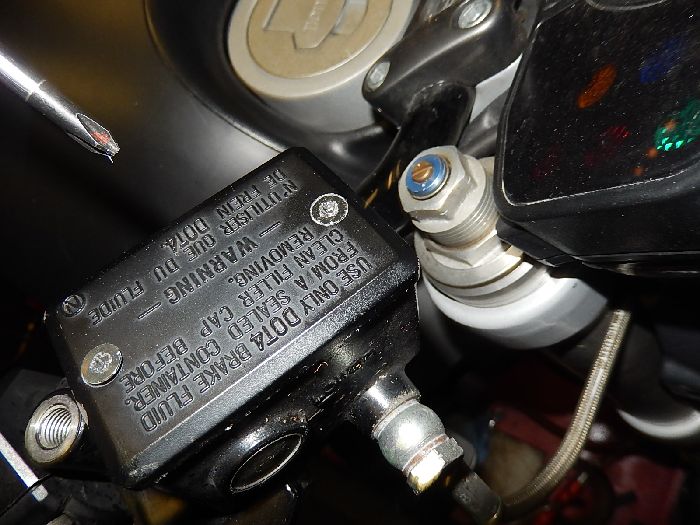 N'UTILISER QUE DU FLUIDE
DE FREIN DOT4.
— WARNING —
USE ONLY DOT4 BRAKE FLUID
FROM A SEALED CONTAINER.
CLEAN FILLER CAP BEFORE
REMOVING.